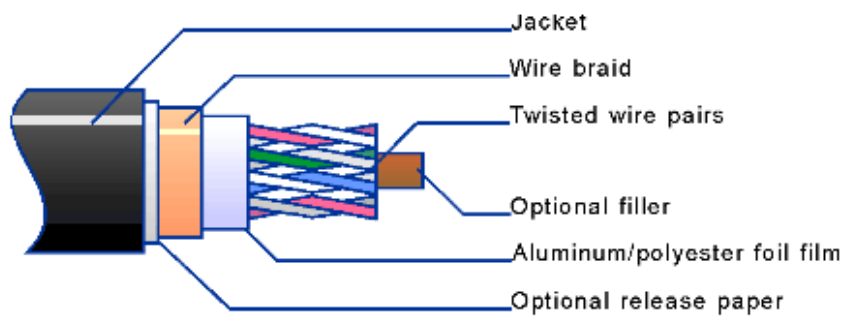 Jacket
Wire braid
Twisted wire pairs
Optional filler
Aluminum/polyester foil film
Optional release paper